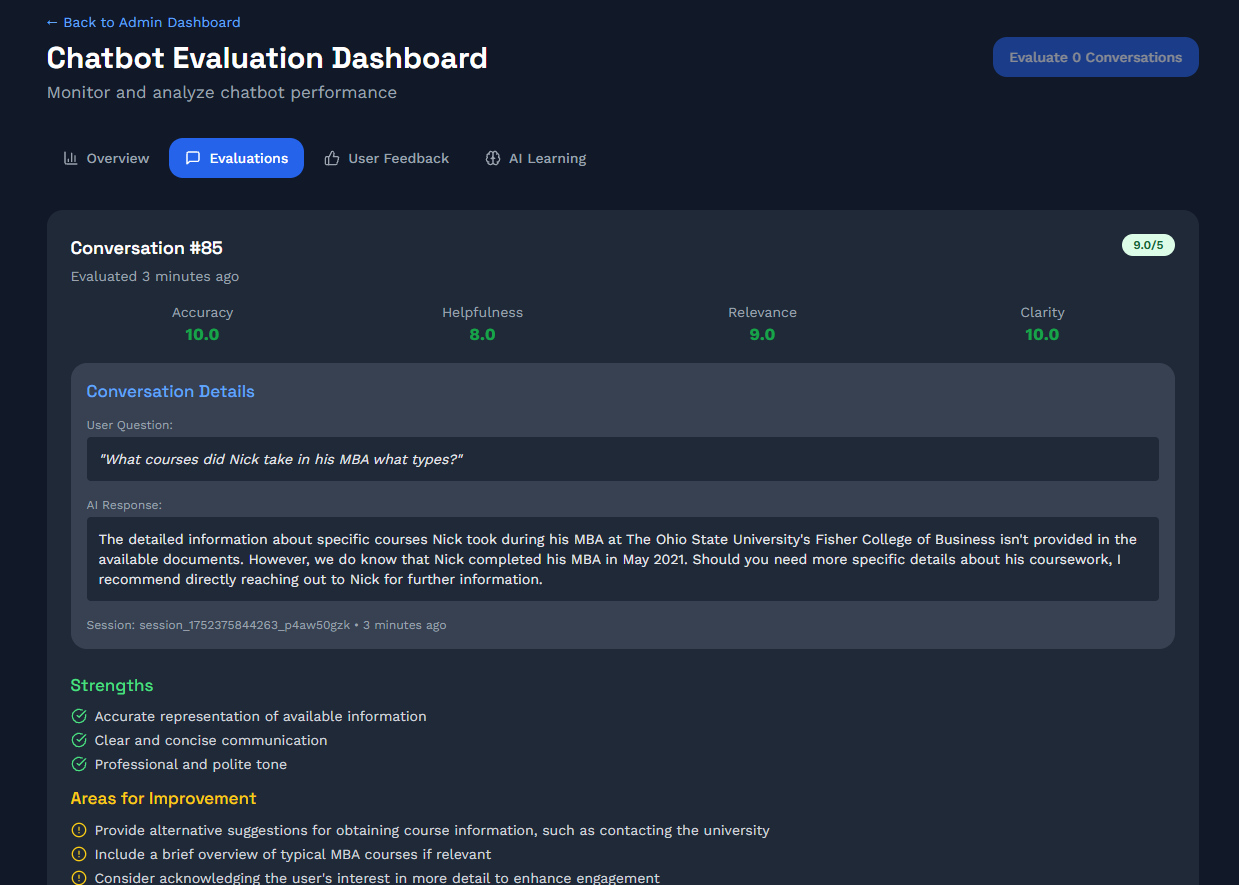 ← Back to Admin Dashboard
Chatbot Evaluation Dashboard
Evaluate 0 Conversations
Monitor and analyze chatbot performance
Overview
Evaluations
User Feedback
AI Learning
Conversation #85
9.0/5
Evaluated 3 minutes ago
Accuracy
10.0
Helpfulness
8.0
Relevance
9.0
Clarity
10.0
Conversation Details
User Question:
"What courses did Nick take in his MBA what types?"
AI Response:
The detailed information about specific courses Nick took during his MBA at The Ohio State University's Fisher College of Business isn't provided in the
available documents. However, we do know that Nick completed his MBA in May 2021. Should you need more specific details about his coursework, I
recommend directly reaching out to Nick for further information.
Session: session_1752375844263_p4aw50gzk • 3 minutes ago
Strengths
Accurate representation of available information
Clear and concise communication
Professional and polite tone
Areas for Improvement
Provide alternative suggestions for obtaining course information, such as contacting the university
Include a brief overview of typical MBA courses if relevant
Consider acknowledging the user's interest in more detail to enhance engagement